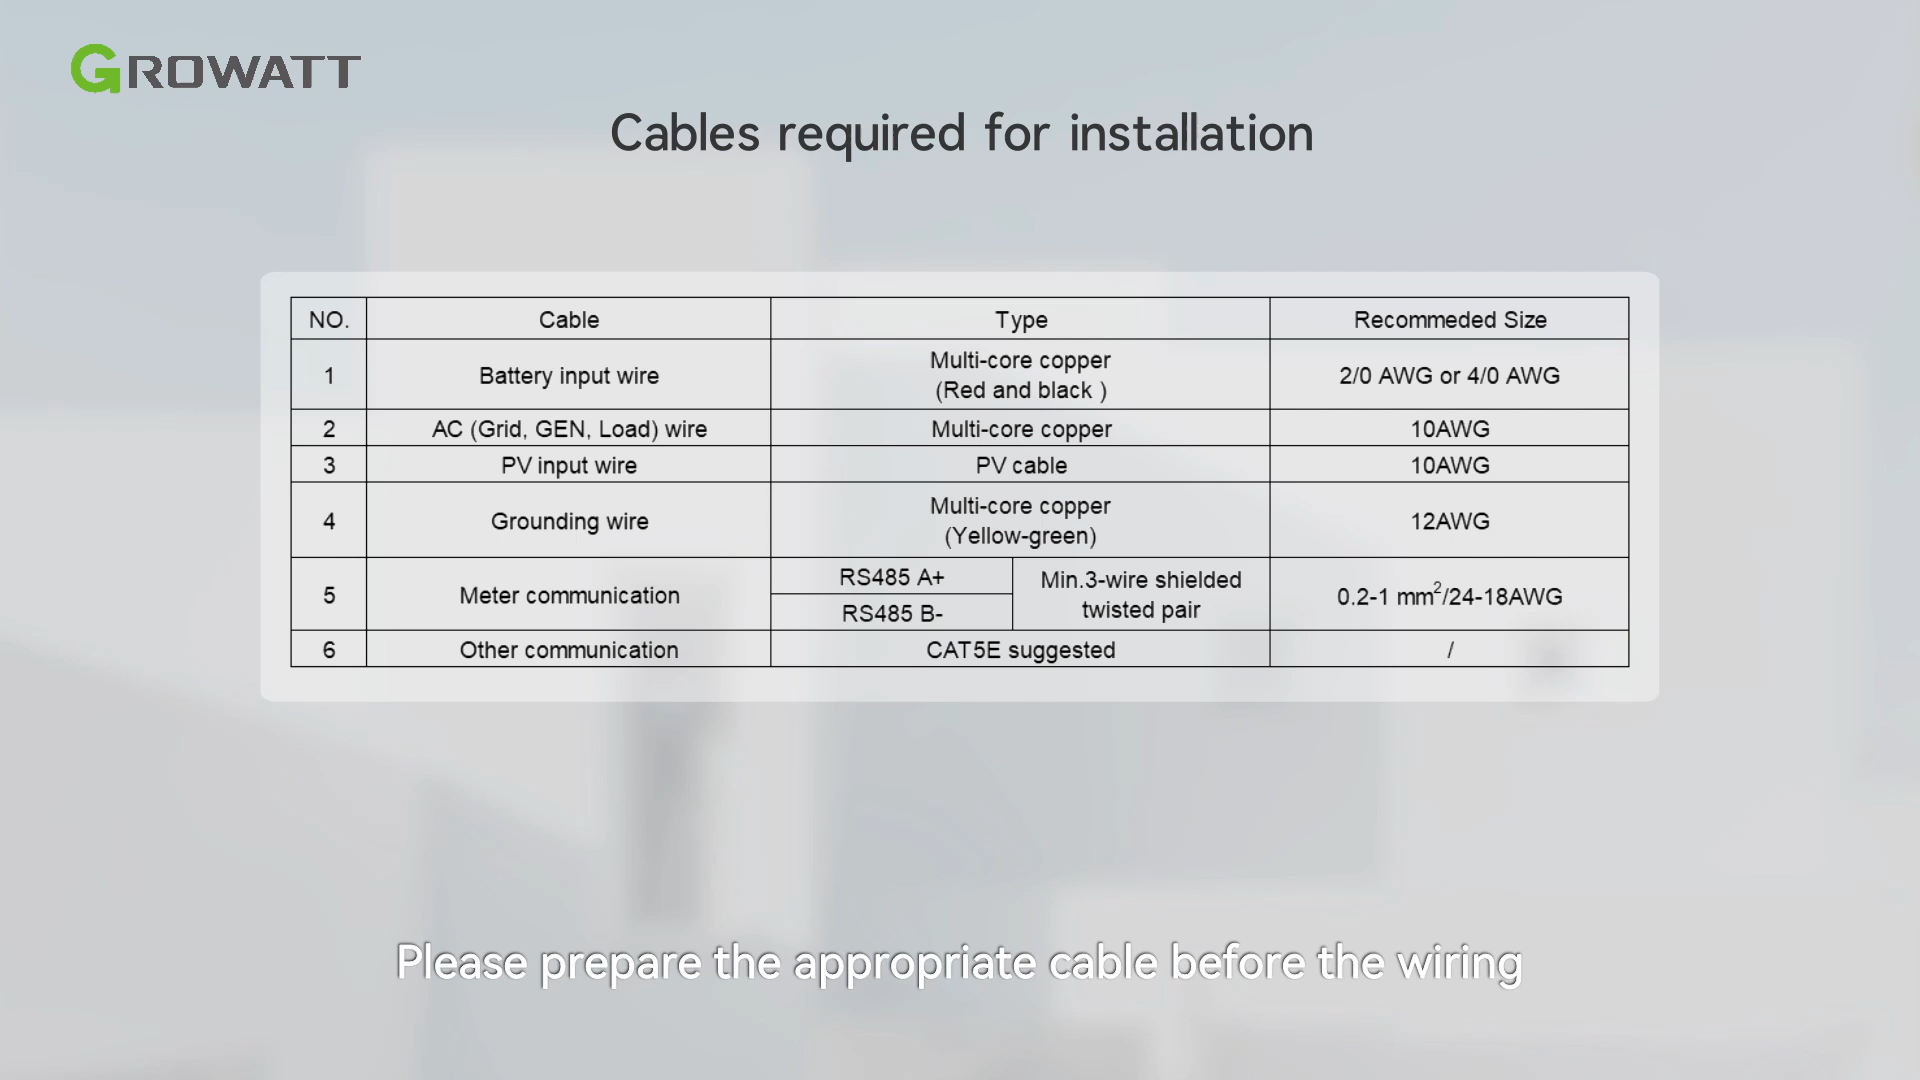 GROWATT
Cables required for installation
NO. Cable Type Recommeded Size
1 Battery input wire Multi-core copper (Red and black ) 2/0 AWG or 4/0 AWG
2 AC (Grid, GEN, Load) wire Multi-core copper 10AWG
3 PV input wire PV cable 10AWG
4 Grounding wire Multi-core copper (Yellow-green) 12AWG
5 Meter communication RS485 A+ RS485 B- Min.3-wire shielded twisted pair 0.2-1 mm²/24-18AWG
6 Other communication CAT5E suggested /
Please prepare the appropriate cable before the wiring